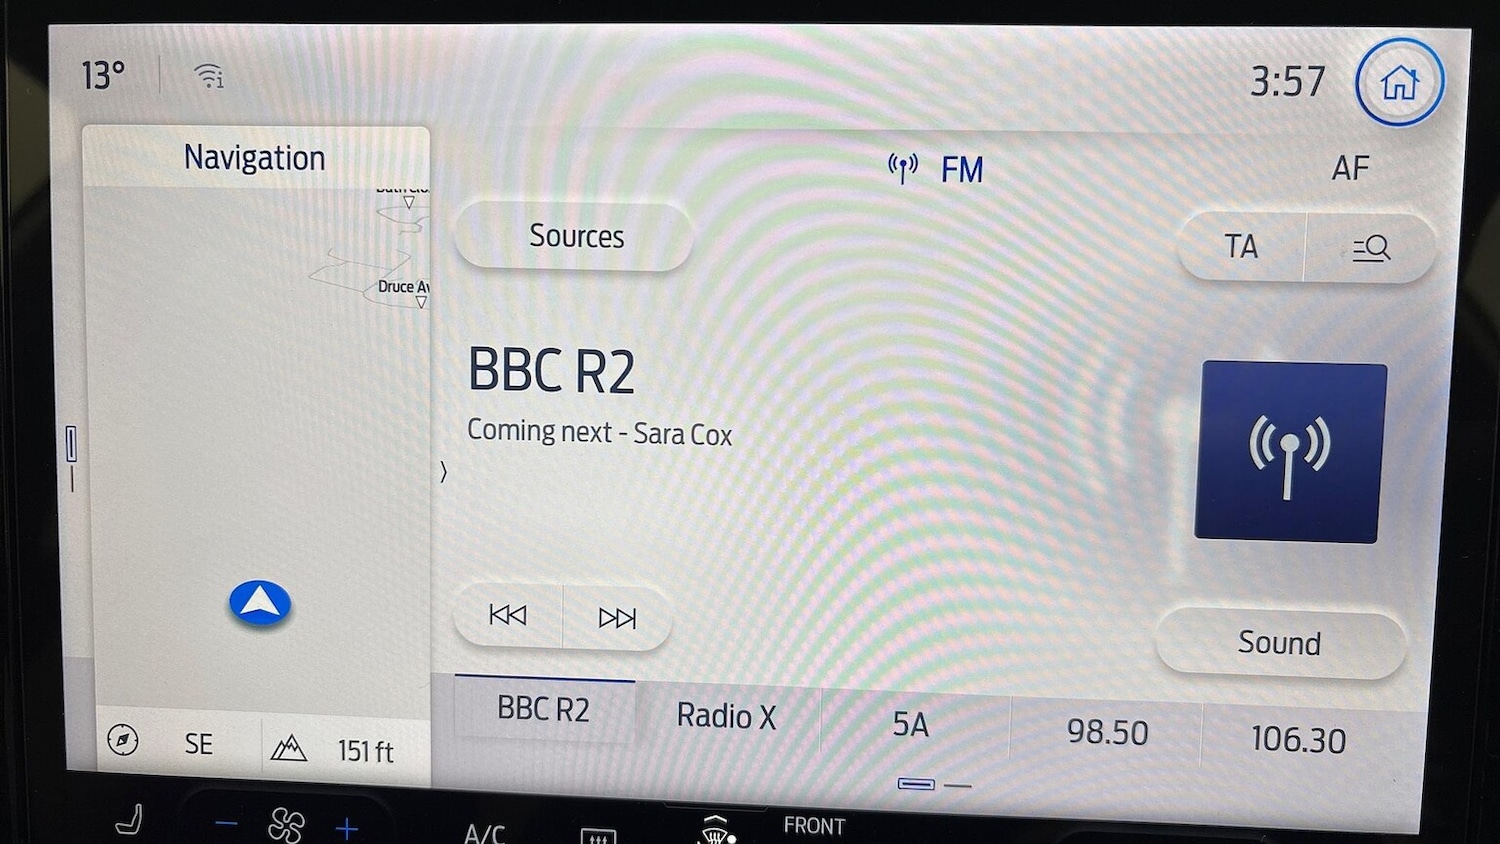 13°
3:57
Navigation
FM
AF
Sources
TA
Druce
BBC R2
Coming next - Sara Cox
Sound
BBC R2
Radio X
5A
98.50
106.30
SE
151 ft
A/C
FRONT